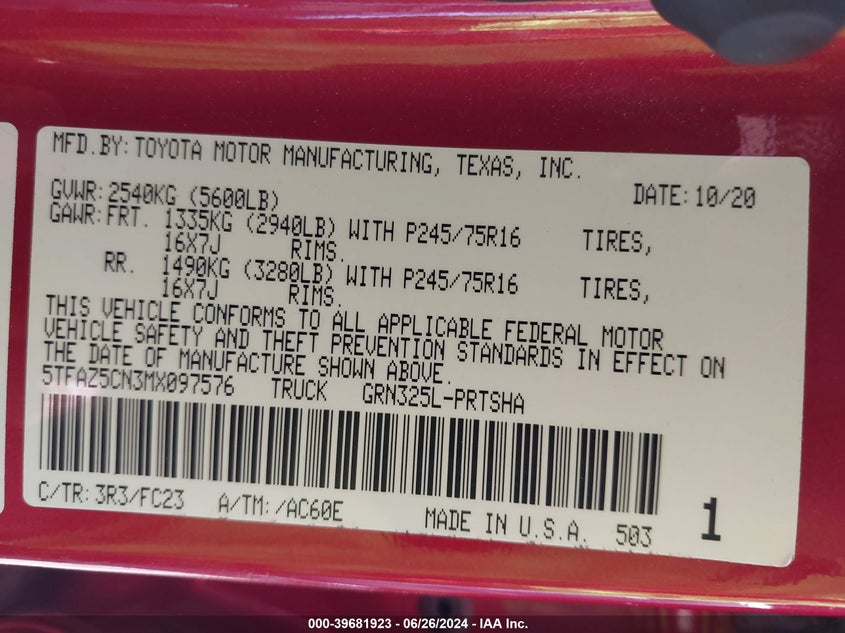 MFD.BY:TOYOTA MOTOR MANUFACTURING, TEXAS, INC.
DATE:10/20
GVWR:2540KG (5600LB)
GAWR:FRT. 1335KG (2940LB) WITH P245/75R16 TIRES,
16X7J RIMS.
RR. 1490KG (3280LB) WITH P245/75R16 TIRES,
16X7J RIMS.
THIS VEHICLE CONFORMS TO ALL APPLICABLE FEDERAL MOTOR
VEHICLE SAFETY AND THEFT PREVENTION STANDARDS IN EFFECT ON
THE DATE OF MANUFACTURE SHOWN ABOVE.
5TFAZ5CN3MX097576 TRUCK GRN325L-PRTSHA
C/TR:3R3/FC23 A/TM:/AC60E MADE IN U.S.A. 503 1
000-39681923 - 06/26/2024 - IAA Inc.